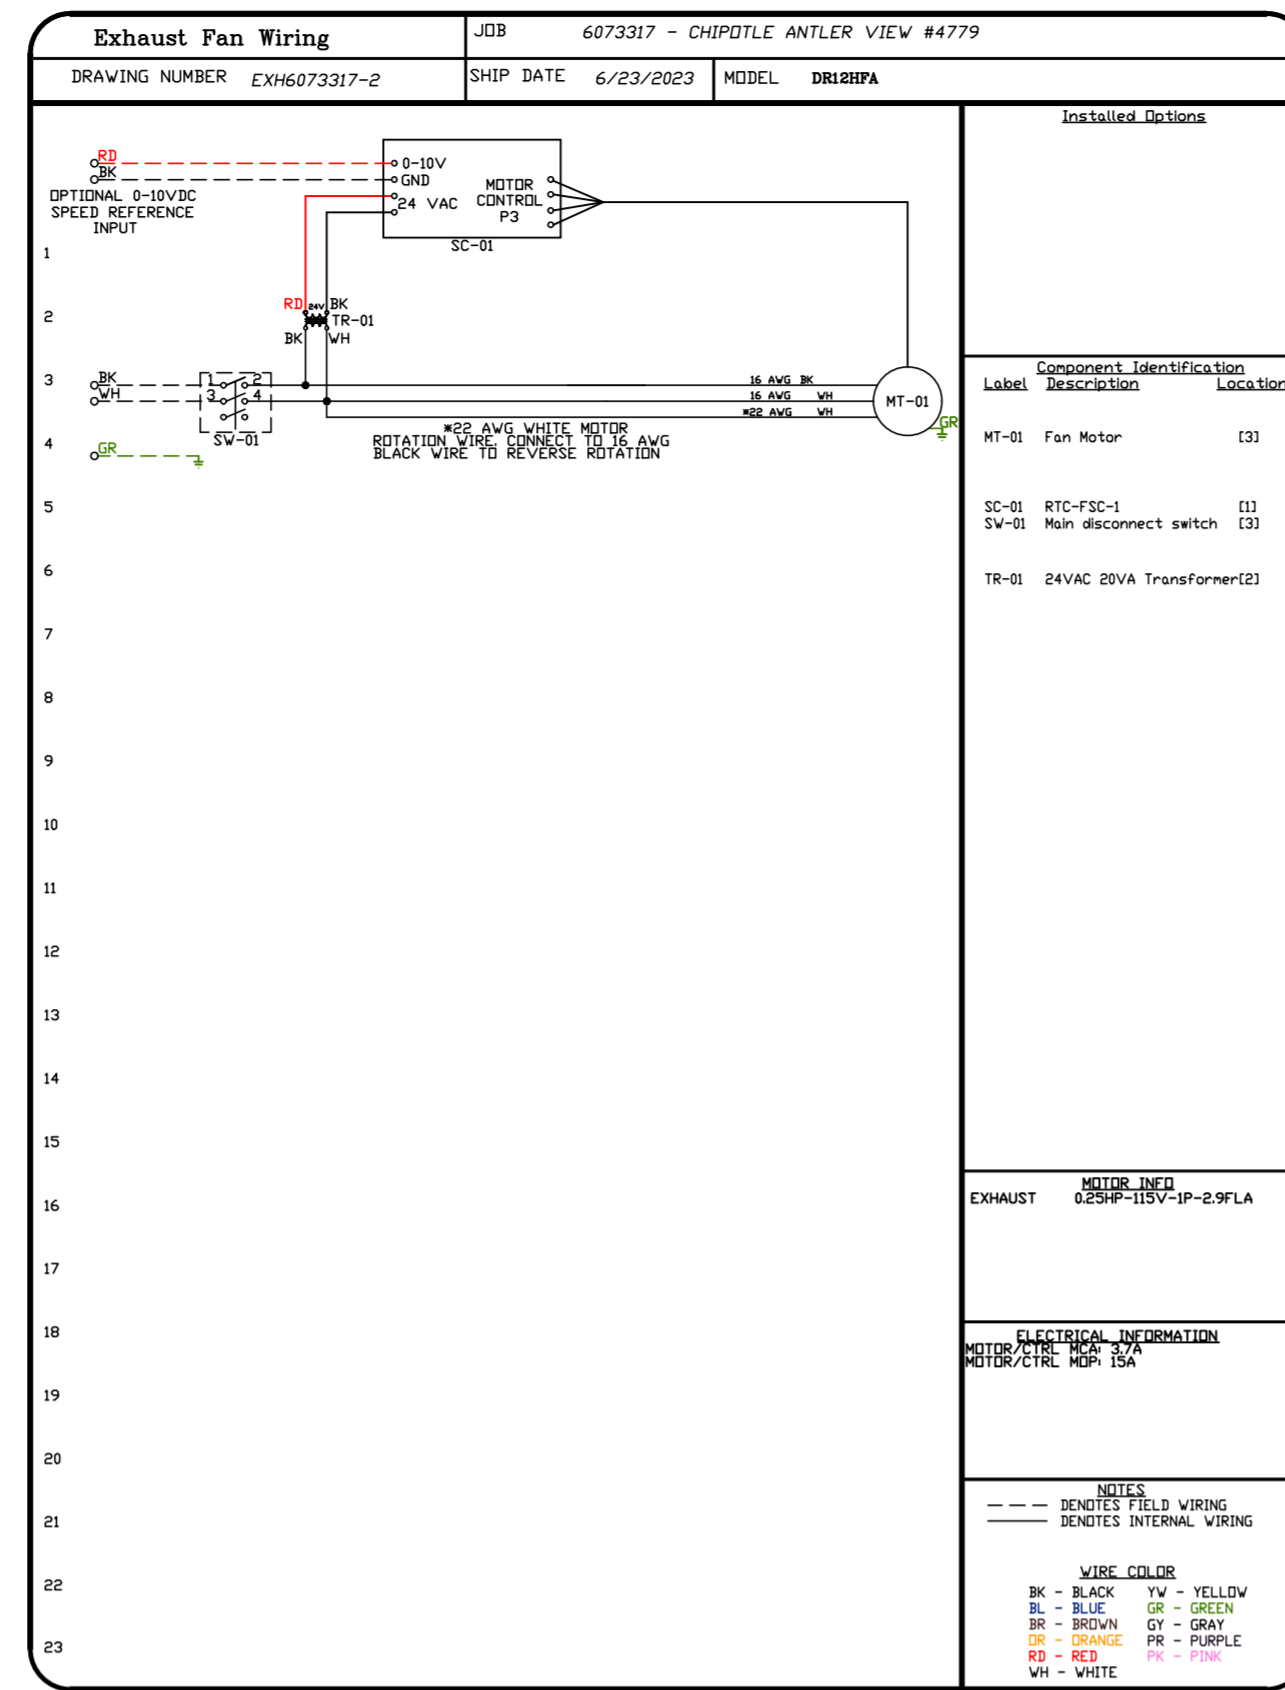 Exhaust Fan Wiring
JOB 6073317 - CHIPOTLE ANTLER VIEW #4779
DRAWING NUMBER EXH6073317-2
SHIP DATE 6/23/2023
MODEL DR12HFA
RD
BK
OPTIONAL 0-10VDC
SPEED REFERENCE
INPUT
0-10V
GND
24 VAC
MOTOR
CONTROL
P3
SC-01
RD 24V BK
TR-01
BK WH
BK
WH
1 2
3 4
SW-01
GR
16 AWG BK
16 AWG WH
*22 AWG WH
MT-01
GR
*22 AWG WHITE MOTOR
ROTATION WIRE. CONNECT TO 16 AWG
BLACK WIRE TO REVERSE ROTATION
1
2
3
4
5
6
7
8
9
10
11
12
13
14
15
16
17
18
19
20
21
22
23
Installed Options
Component Identification
Label Description Location
MT-01 Fan Motor [3]
SC-01 RTC-FSC-1 [1]
SW-01 Main disconnect switch [3]
TR-01 24VAC 20VA Transformer[2]
MOTOR INFO
EXHAUST 0.25HP-115V-1P-2.9FLA
ELECTRICAL INFORMATION
MOTOR/CTRL MCA: 3.7A
MOTOR/CTRL MOP: 15A
NOTES
DENOTES FIELD WIRING
DENOTES INTERNAL WIRING
WIRE COLOR
BK - BLACK YW - YELLOW
BL - BLUE GR - GREEN
BR - BROWN GY - GRAY
OR - ORANGE PR - PURPLE
RD - RED PK - PINK
WH - WHITE